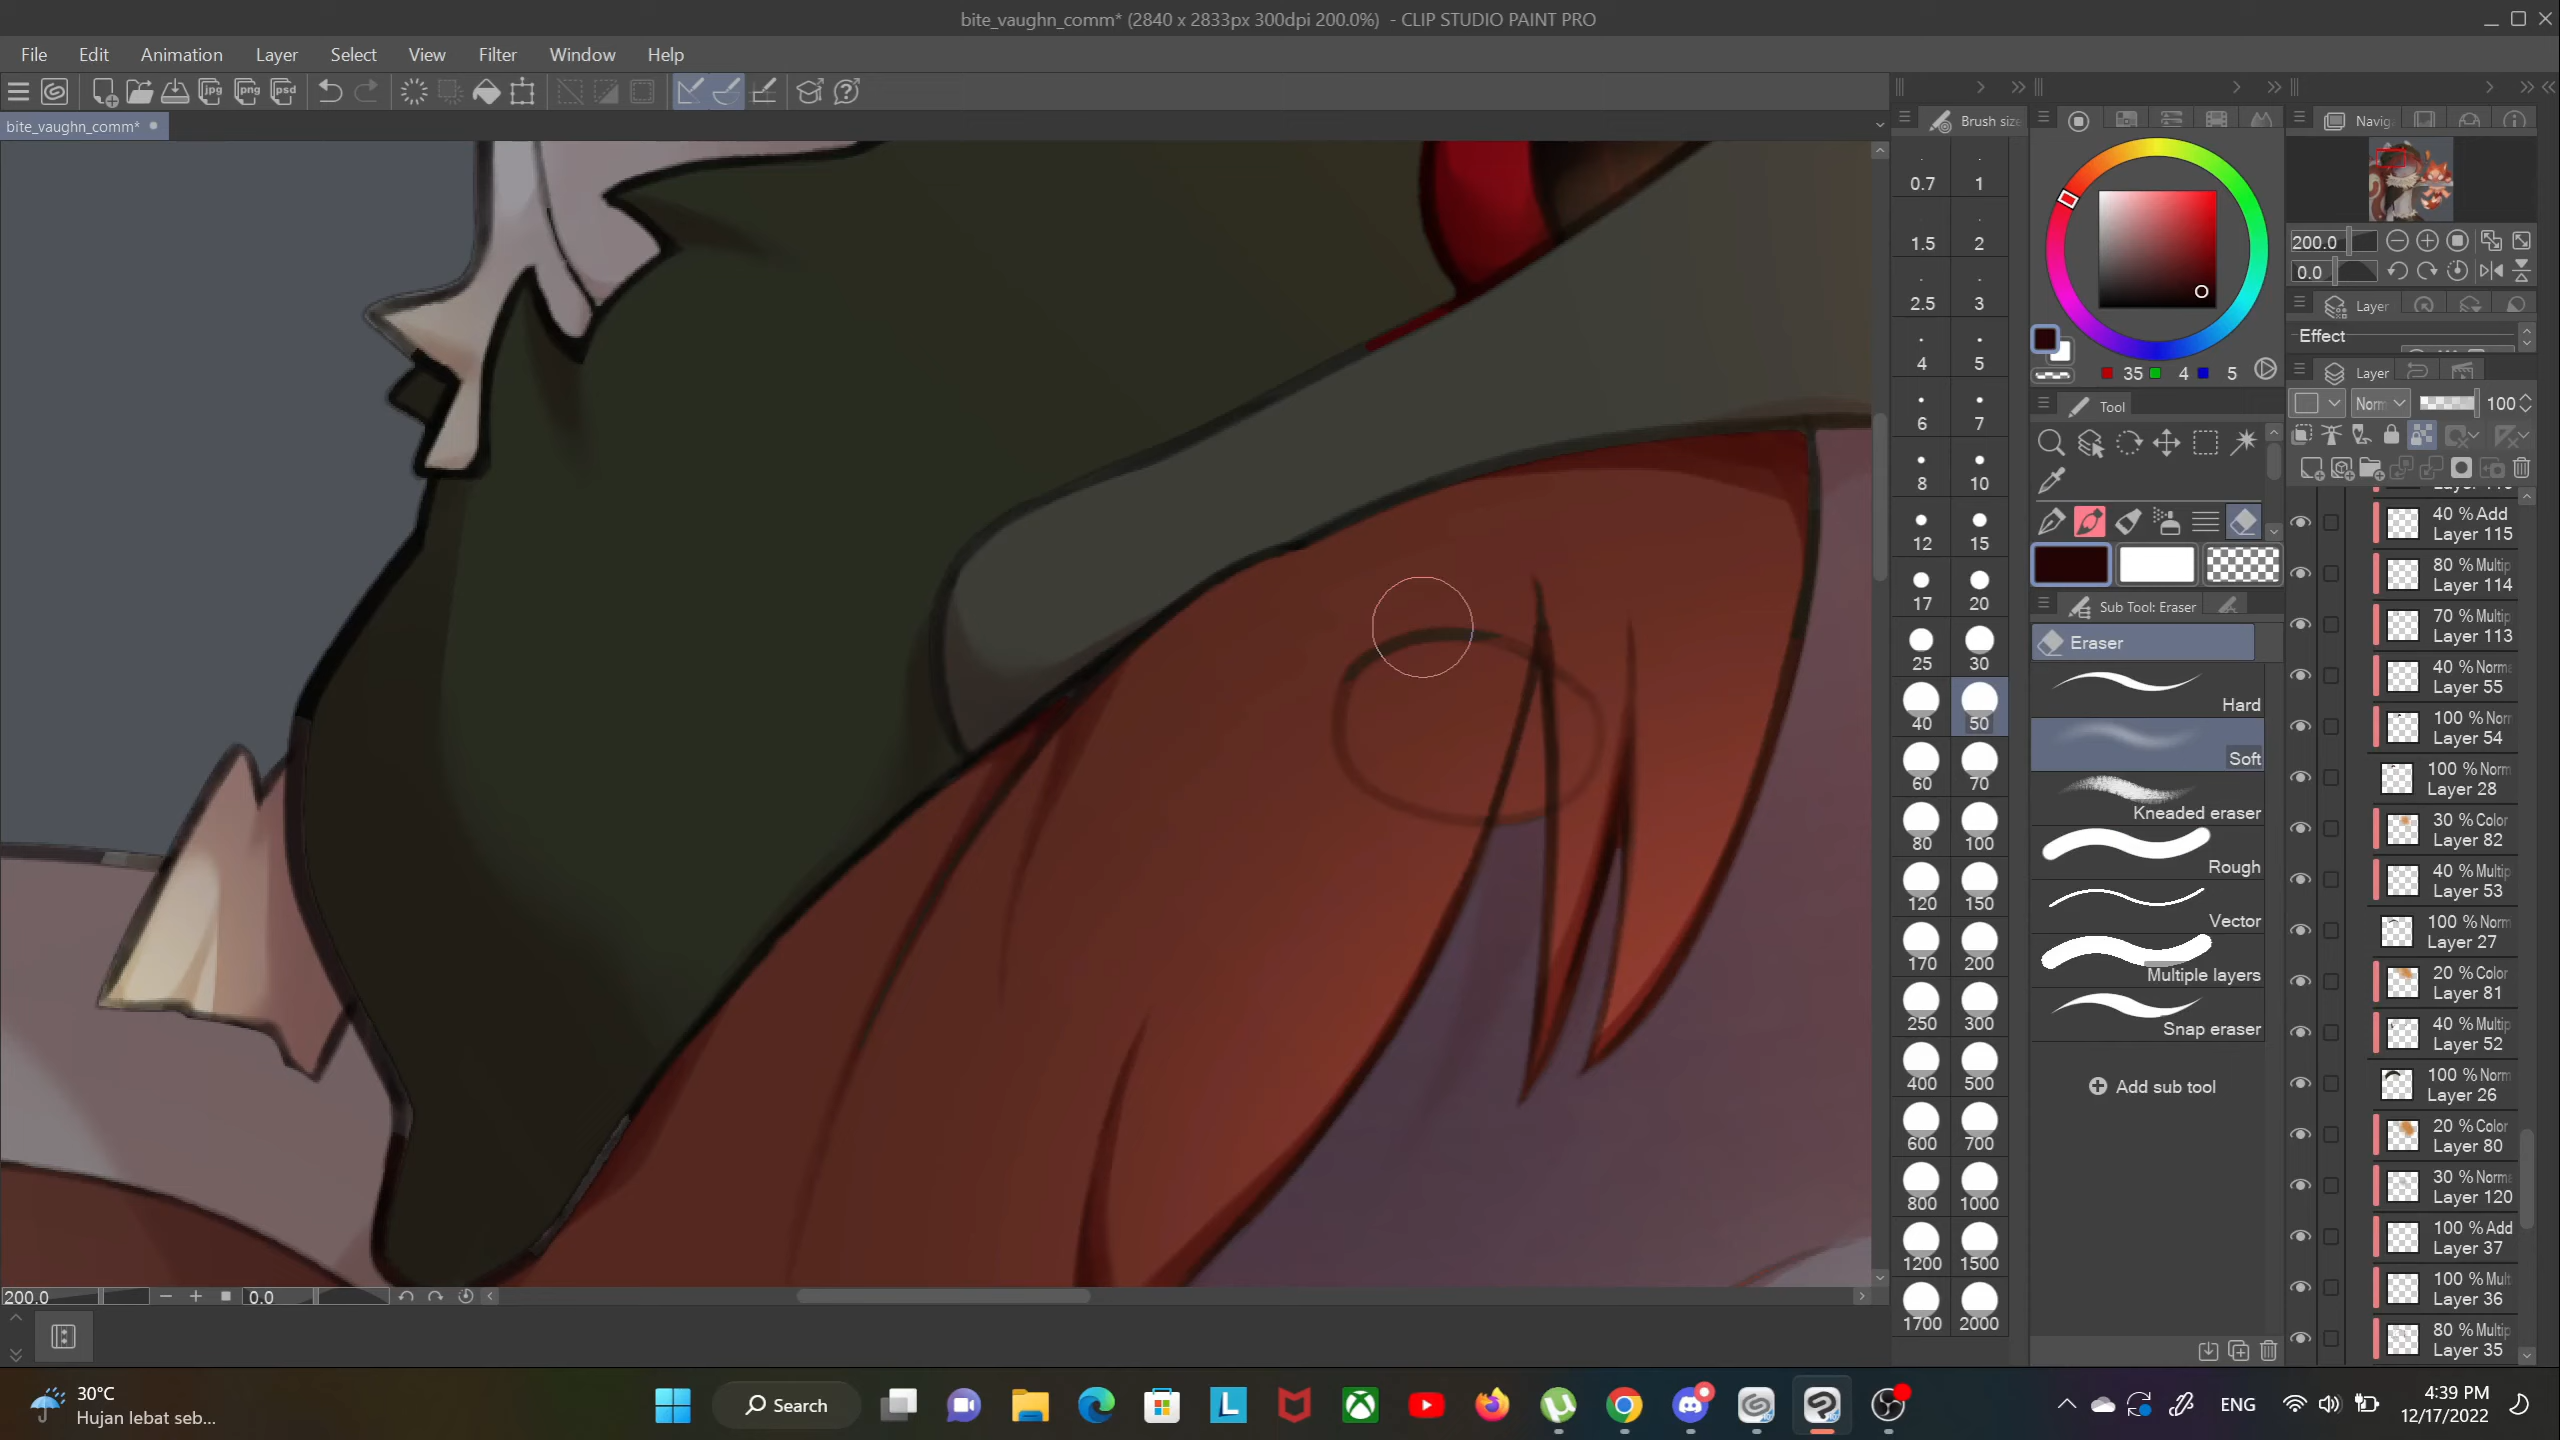 bite_vaughn_comm* (2840 x 2833px 300dpi 200.0%) - CLIP STUDIO PAINT PRO
File Edit Animation Layer Select View Filter Window Help
jpg png psd
bite_vaughn_comm*
Brush size
0.7 1
1.5 2
2.5 3
4 5
6 7
8 10
12 15
17 20
25 30
40 50
60 70
80 100
120 150
170 200
250 300
400 500
600 700
800 1000
1200 1500
1700 2000
35 4 5
Tool
Sub Tool: Eraser
Eraser
Hard
Soft
Kneaded eraser
Rough
Vector
Multiple layers
Snap eraser
Add sub tool
Navig
200.0
0.0
Layer
Effect
Layer
Norm 100
40 % Add
Layer 115
80 % Multip
Layer 114
70 % Multip
Layer 113
40 % Norma
Layer 55
100 % Norm
Layer 54
100 % Norm
Layer 28
30 % Color
Layer 82
40 % Multip
Layer 53
100 % Norm
Layer 27
20 % Color
Layer 81
40 % Multip
Layer 52
100 % Norm
Layer 26
20 % Color
Layer 80
30 % Norma
Layer 120
100 % Add
Layer 37
100 % Mult
Layer 36
80 % Multip
Layer 35
200.0 0.0
30°C
Hujan lebat seb...
Search
L
ENG
4:39 PM
12/17/2022